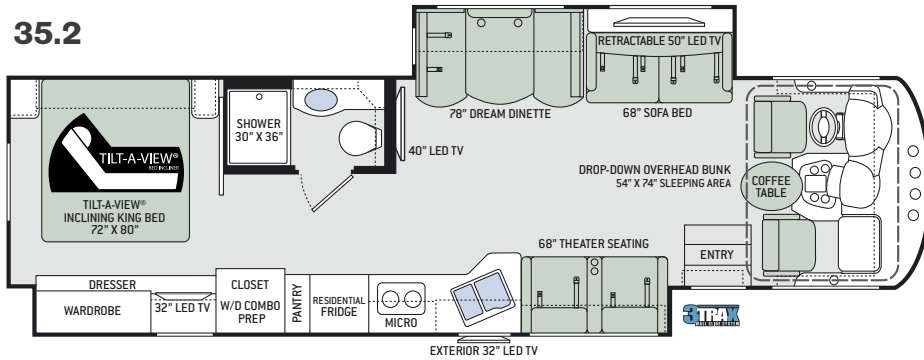 35.2
RETRACTABLE 50" LED TV
78" DREAM DINETTE
68" SOFA BED
SHOWER
30" X 36"
40" LED TV
TILT-A-VIEW®
BED INCLINER
TILT-A-VIEW®
INCLINING KING BED
72" X 80"
DROP-DOWN OVERHEAD BUNK
54" X 74" SLEEPING AREA
COFFEE
TABLE
68" THEATER SEATING
ENTRY
DRESSER
WARDROBE
32" LED TV
CLOSET
W/D COMBO
PREP
PANTRY
RESIDENTIAL
FRIDGE
MICRO
EXTERIOR 32" LED TV
3TRAX